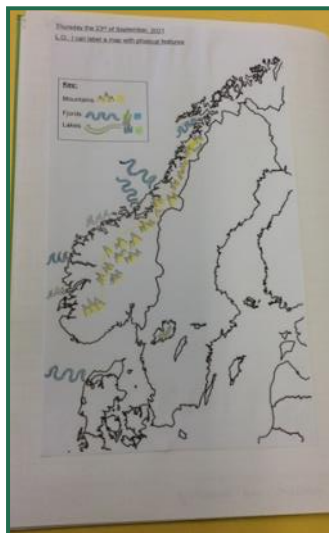 Thursday the 23rd of September, 2021
L.O.: I can label a map with physical features
Key:
Mountains
Fjords
Lakes